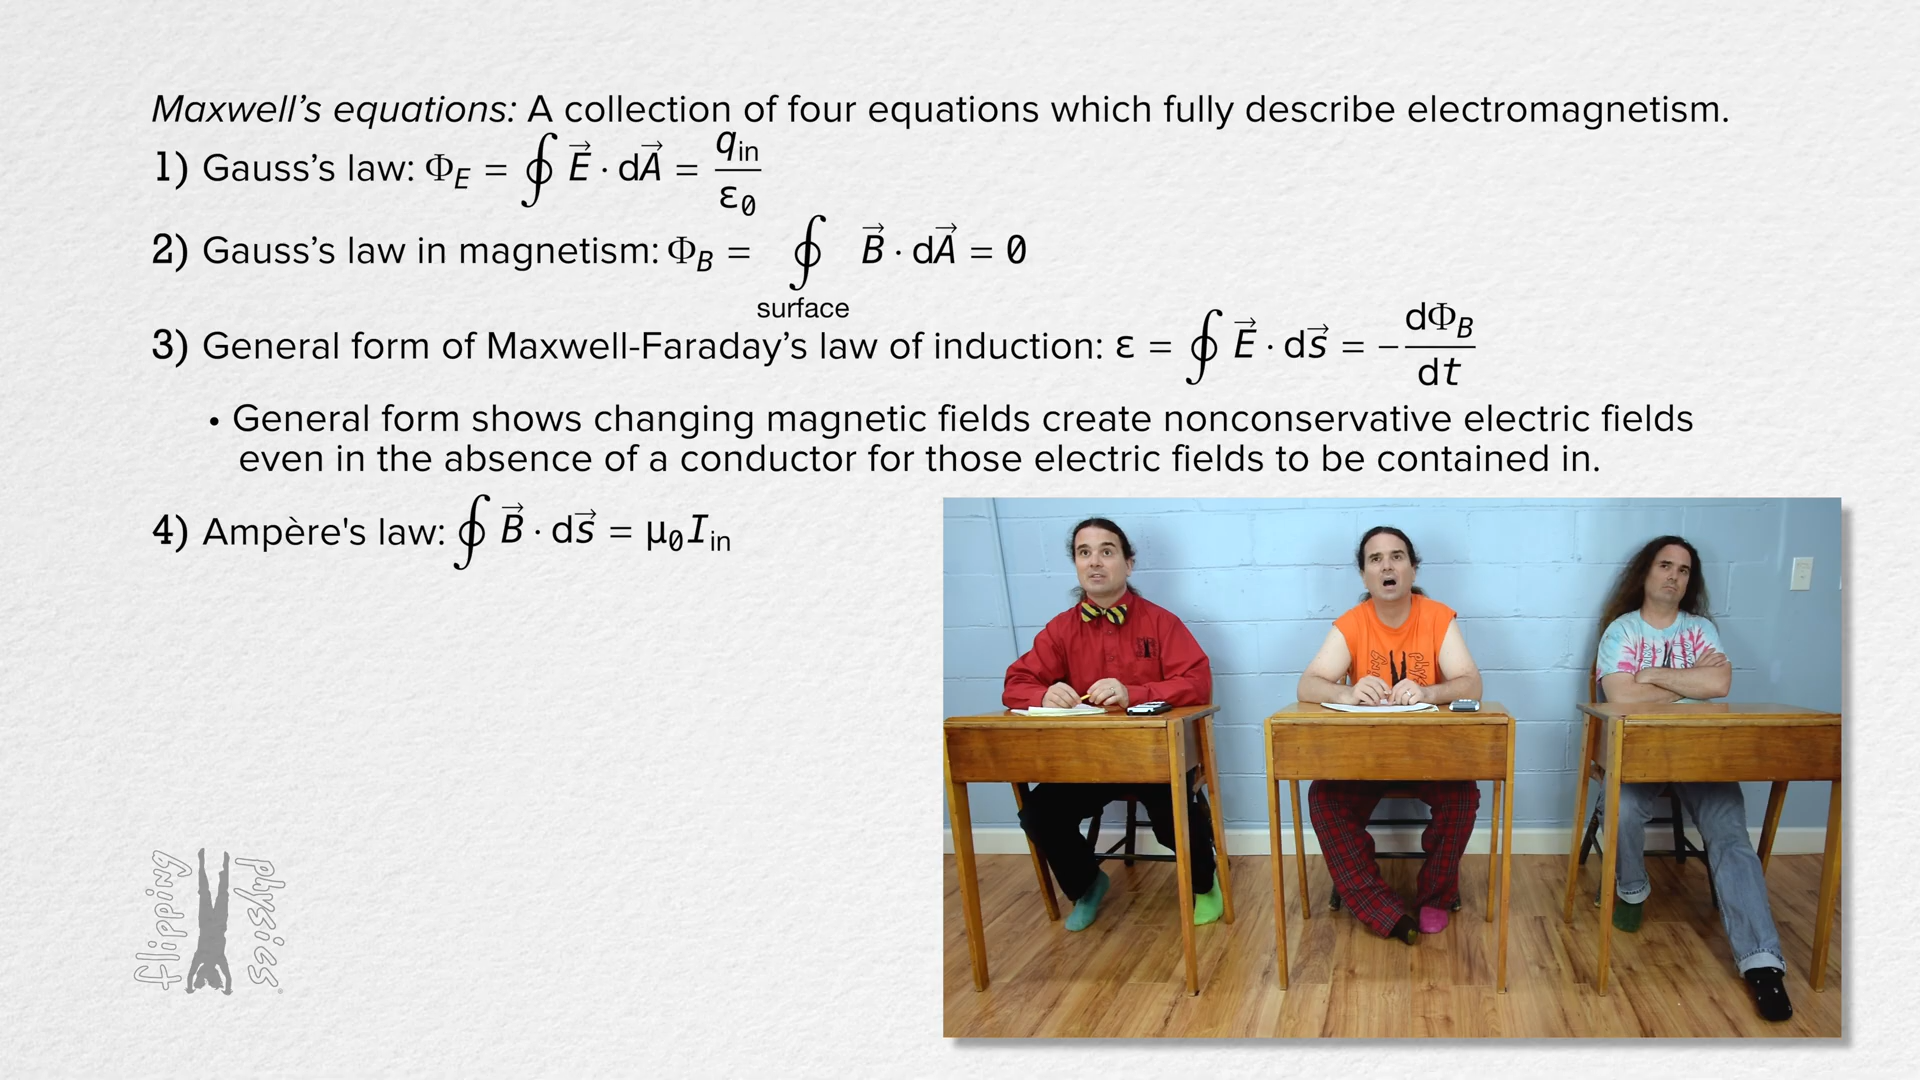 Maxwell's equations: A collection of four equations which fully describe electromagnetism.
1) Gauss's law: Φ_E = ∮ E⃗ · dA⃗ = q_in / ε₀
2) Gauss's law in magnetism: Φ_B = ∮_surface B⃗ · dA⃗ = 0
3) General form of Maxwell-Faraday's law of induction: ε = ∮ E⃗ · ds⃗ = − dΦ_B / dt
• General form shows changing magnetic fields create nonconservative electric fields
even in the absence of a conductor for those electric fields to be contained in.
4) Ampère's law: ∮ B⃗ · ds⃗ = μ₀I_in
flipping
physics